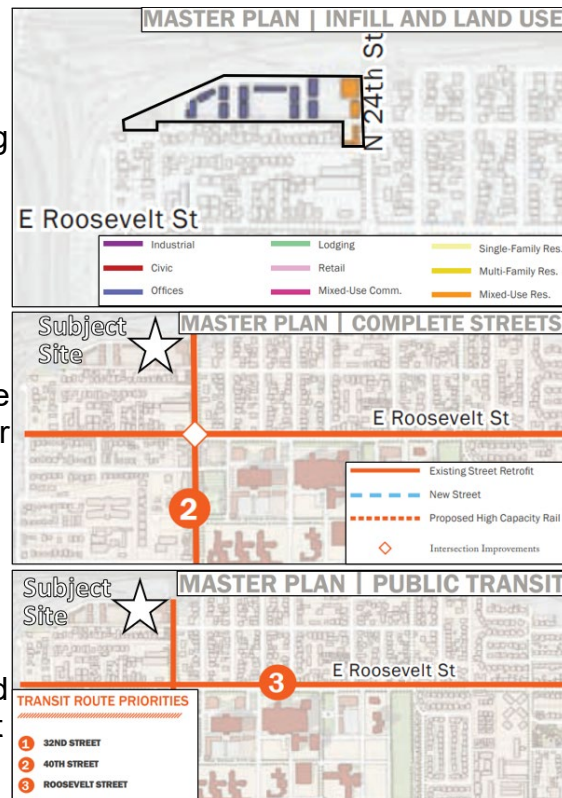 MASTER PLAN | INFILL AND LAND USE
N 24th St
g
E Roosevelt St
Industrial
Lodging
Single-Family Res.
Civic
Retail
Multi-Family Res.
Offices
Mixed-Use Comm.
Mixed-Use Res.
Subject
Site
MASTER PLAN | COMPLETE STREETS
e
r
E Roosevelt St
2
Existing Street Retrofit
New Street
Proposed High Capacity Rail
Intersection Improvements
Subject
Site
MASTER PLAN | PUBLIC TRANSIT
E Roosevelt St
3
d
t
TRANSIT ROUTE PRIORITIES
1 32ND STREET
2 40TH STREET
3 ROOSEVELT STREET